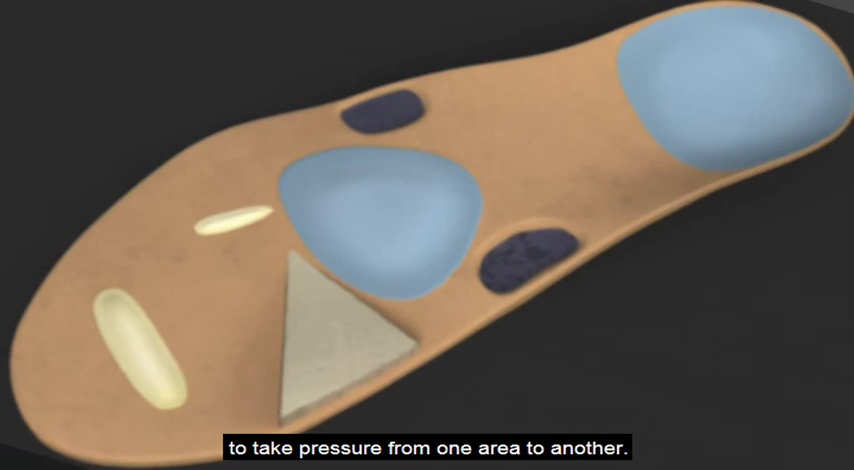 to take pressure from one area to another.